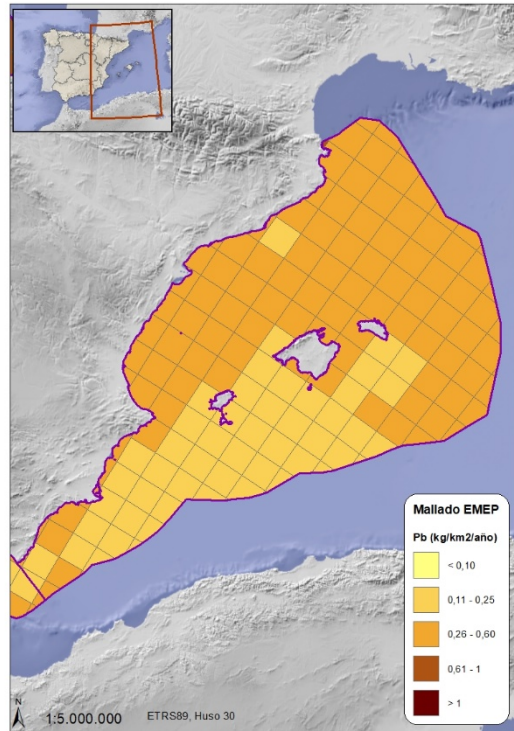 Mallado EMEP
Pb (kg/km2/año)
< 0,10
0,11 - 0,25
0,26 - 0,60
0,61 - 1
> 1
N
1:5.000.000
ETRS89, Huso 30